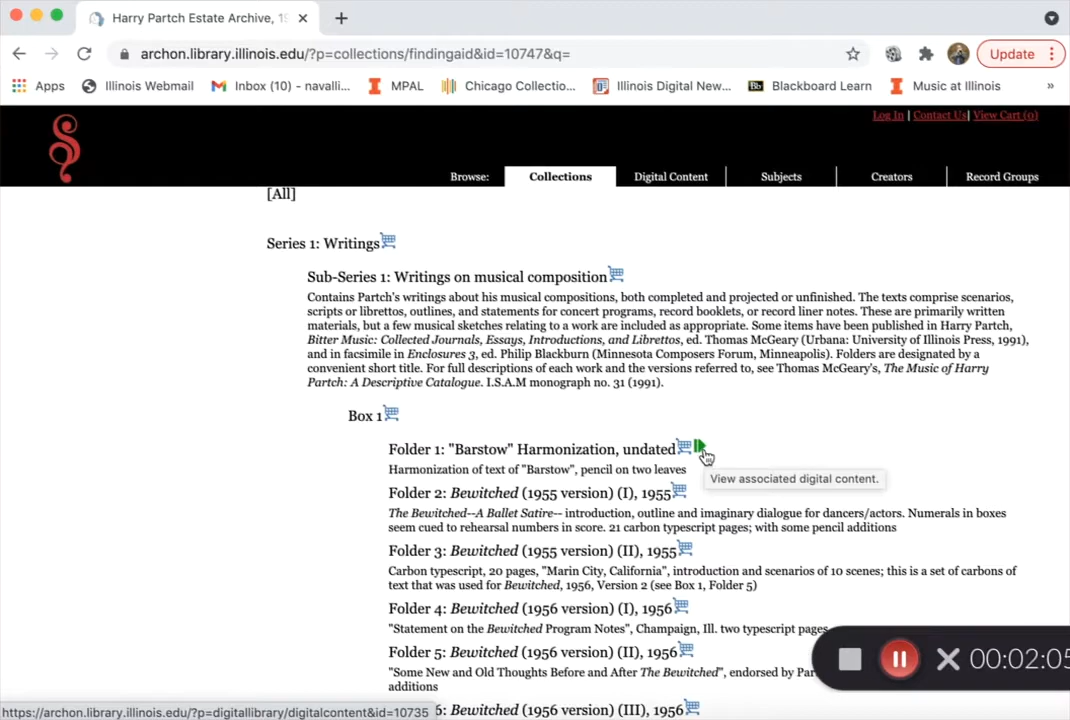 Harry Partch Estate Archive, 19
archon.library.illinois.edu/?p=collections/findingaid&id=10747&q=
Update
Apps
Illinois Webmail
Inbox (10) - navalli...
MPAL
Chicago Collectio...
Illinois Digital New...
Bb
Blackboard Learn
Music at Illinois
»
Log In | Contact Us| View Cart (0)
Browse:
Collections
Digital Content
Subjects
Creators
Record Groups
[All]
Series 1: Writings
Sub-Series 1: Writings on musical composition
Contains Partch's writings about his musical compositions, both completed and projected or unfinished. The texts comprise scenarios,
scripts or librettos, outlines, and statements for concert programs, record booklets, or record liner notes. These are primarily written
materials, but a few musical sketches relating to a work are included as appropriate. Some items have been published in Harry Partch,
Bitter Music: Collected Journals, Essays, Introductions, and Librettos, ed. Thomas McGeary (Urbana: University of Illinois Press, 1991),
and in facsimile in Enclosures 3, ed. Philip Blackburn (Minnesota Composers Forum, Minneapolis). Folders are designated by a
convenient short title. For full descriptions of each work and the versions referred to, see Thomas McGeary's, The Music of Harry
Partch: A Descriptive Catalogue. I.S.A.M monograph no. 31 (1991).
Box 1
Folder 1: "Barstow" Harmonization, undated
Harmonization of text of "Barstow", pencil on two leaves
View associated digital content.
Folder 2: Bewitched (1955 version) (I), 1955
The Bewitched--A Ballet Satire-- introduction, outline and imaginary dialogue for dancers/actors. Numerals in boxes
seem cued to rehearsal numbers in score. 21 carbon typescript pages; with some pencil additions
Folder 3: Bewitched (1955 version) (II), 1955
Carbon typescript, 20 pages, "Marin City, California", introduction and scenarios of 10 scenes; this is a set of carbons of
text that was used for Bewitched, 1956, Version 2 (see Box 1, Folder 5)
Folder 4: Bewitched (1956 version) (I), 1956
"Statement on the Bewitched Program Notes", Champaign, Ill. two typescript pages
Folder 5: Bewitched (1956 version) (II), 1956
"Some New and Old Thoughts Before and After The Bewitched", endorsed by Par
additions
6: Bewitched (1956 version) (III), 1956
00:02:05
https://archon.library.illinois.edu/?p=digitallibrary/digitalcontent&id=10735